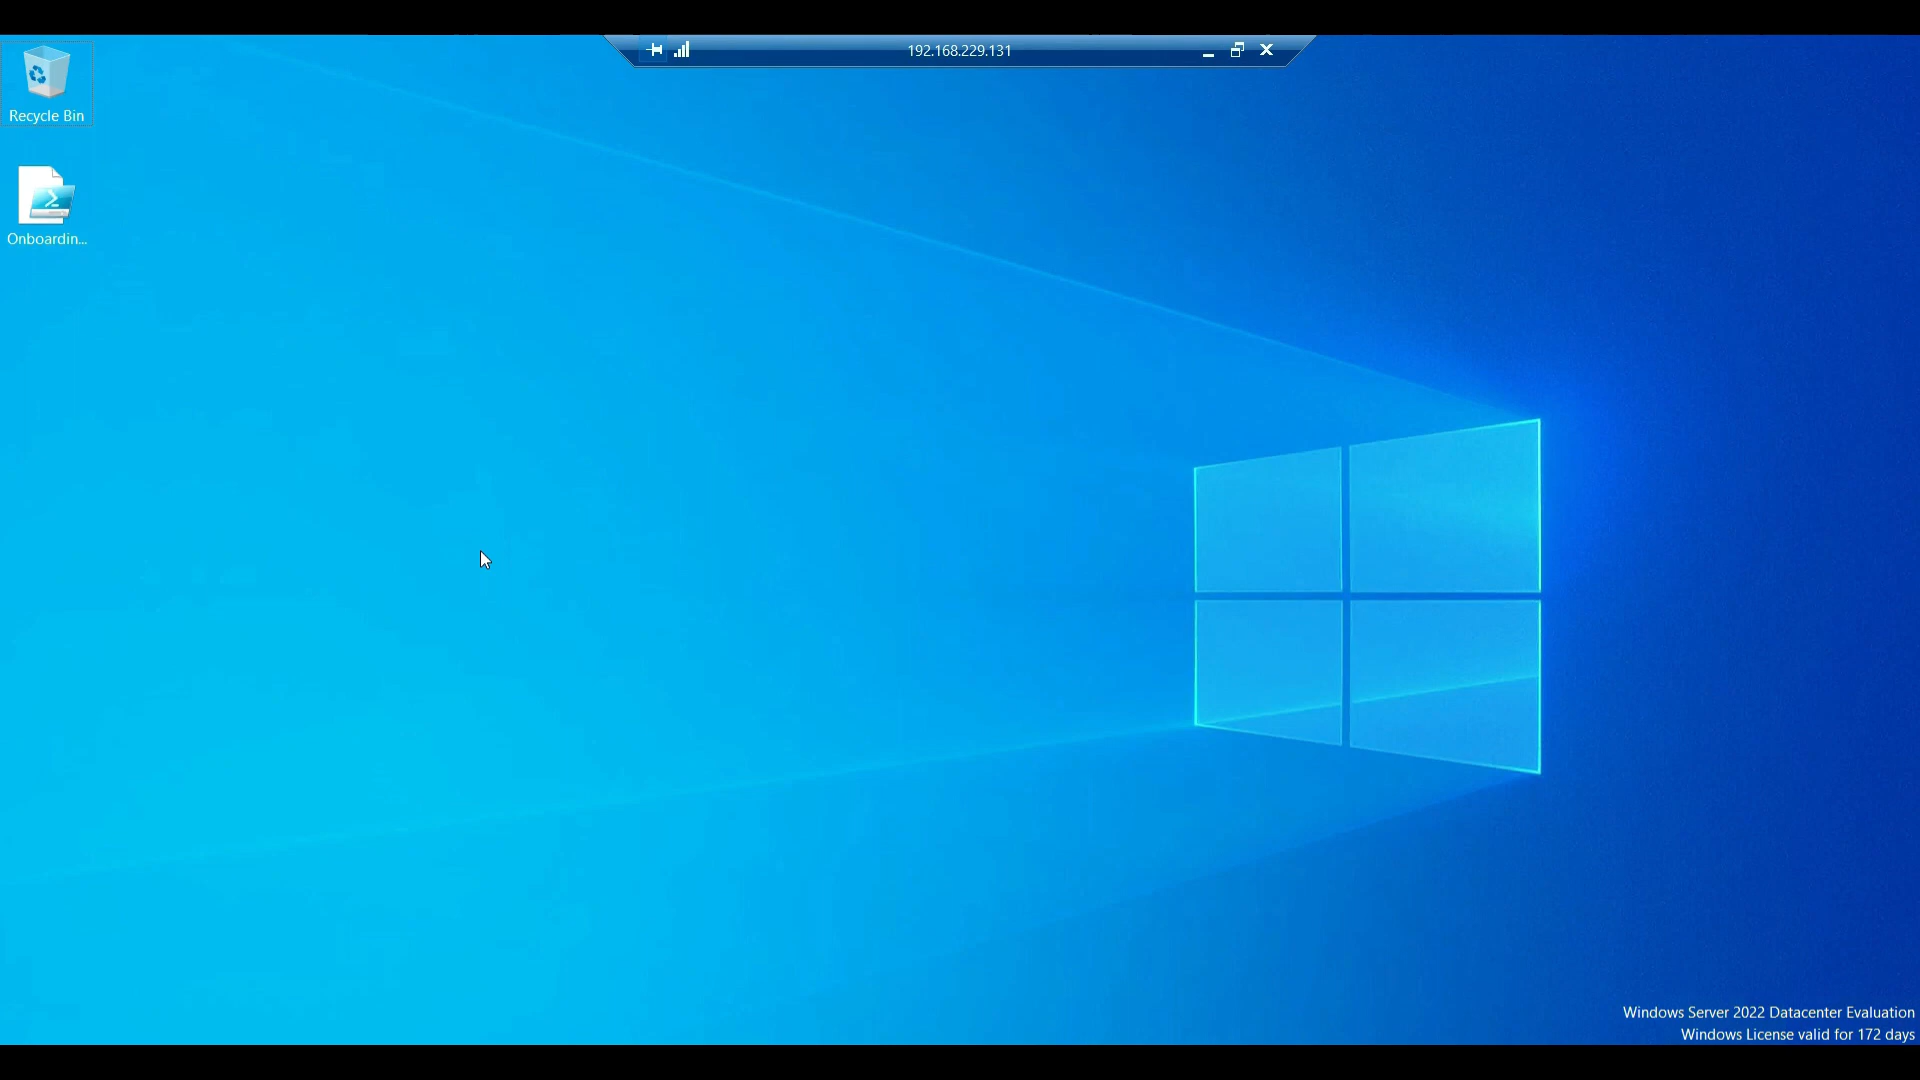 192.168.229.131
Recycle Bin
Onboardin...
Windows Server 2022 Datacenter Evaluation
Windows License valid for 172 days